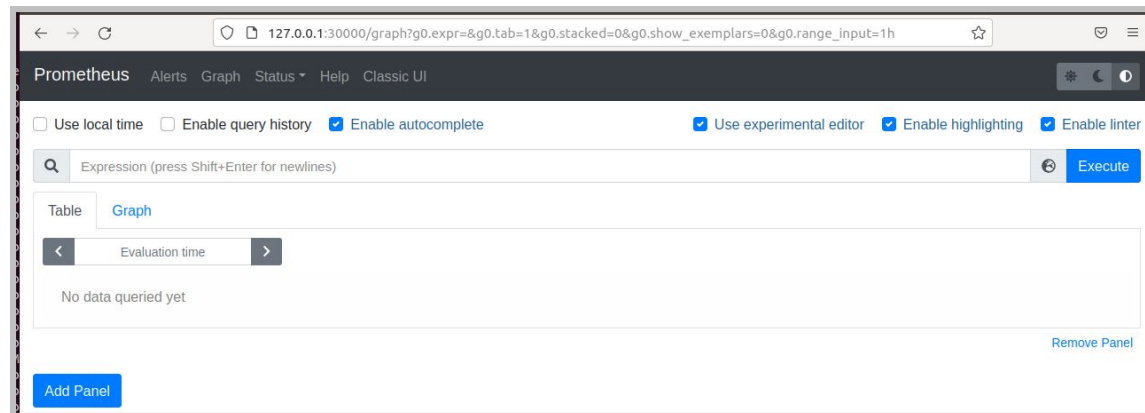 127.0.0.1:30000/graph?g0.expr=&g0.tab=1&g0.stacked=0&g0.show_exemplars=0&g0.range_input=1h
Prometheus Alerts Graph Status Help Classic UI
Use local time Enable query history Enable autocomplete Use experimental editor Enable highlighting Enable linter
Expression (press Shift+Enter for newlines) Execute
Table Graph
Evaluation time
No data queried yet
Remove Panel
Add Panel